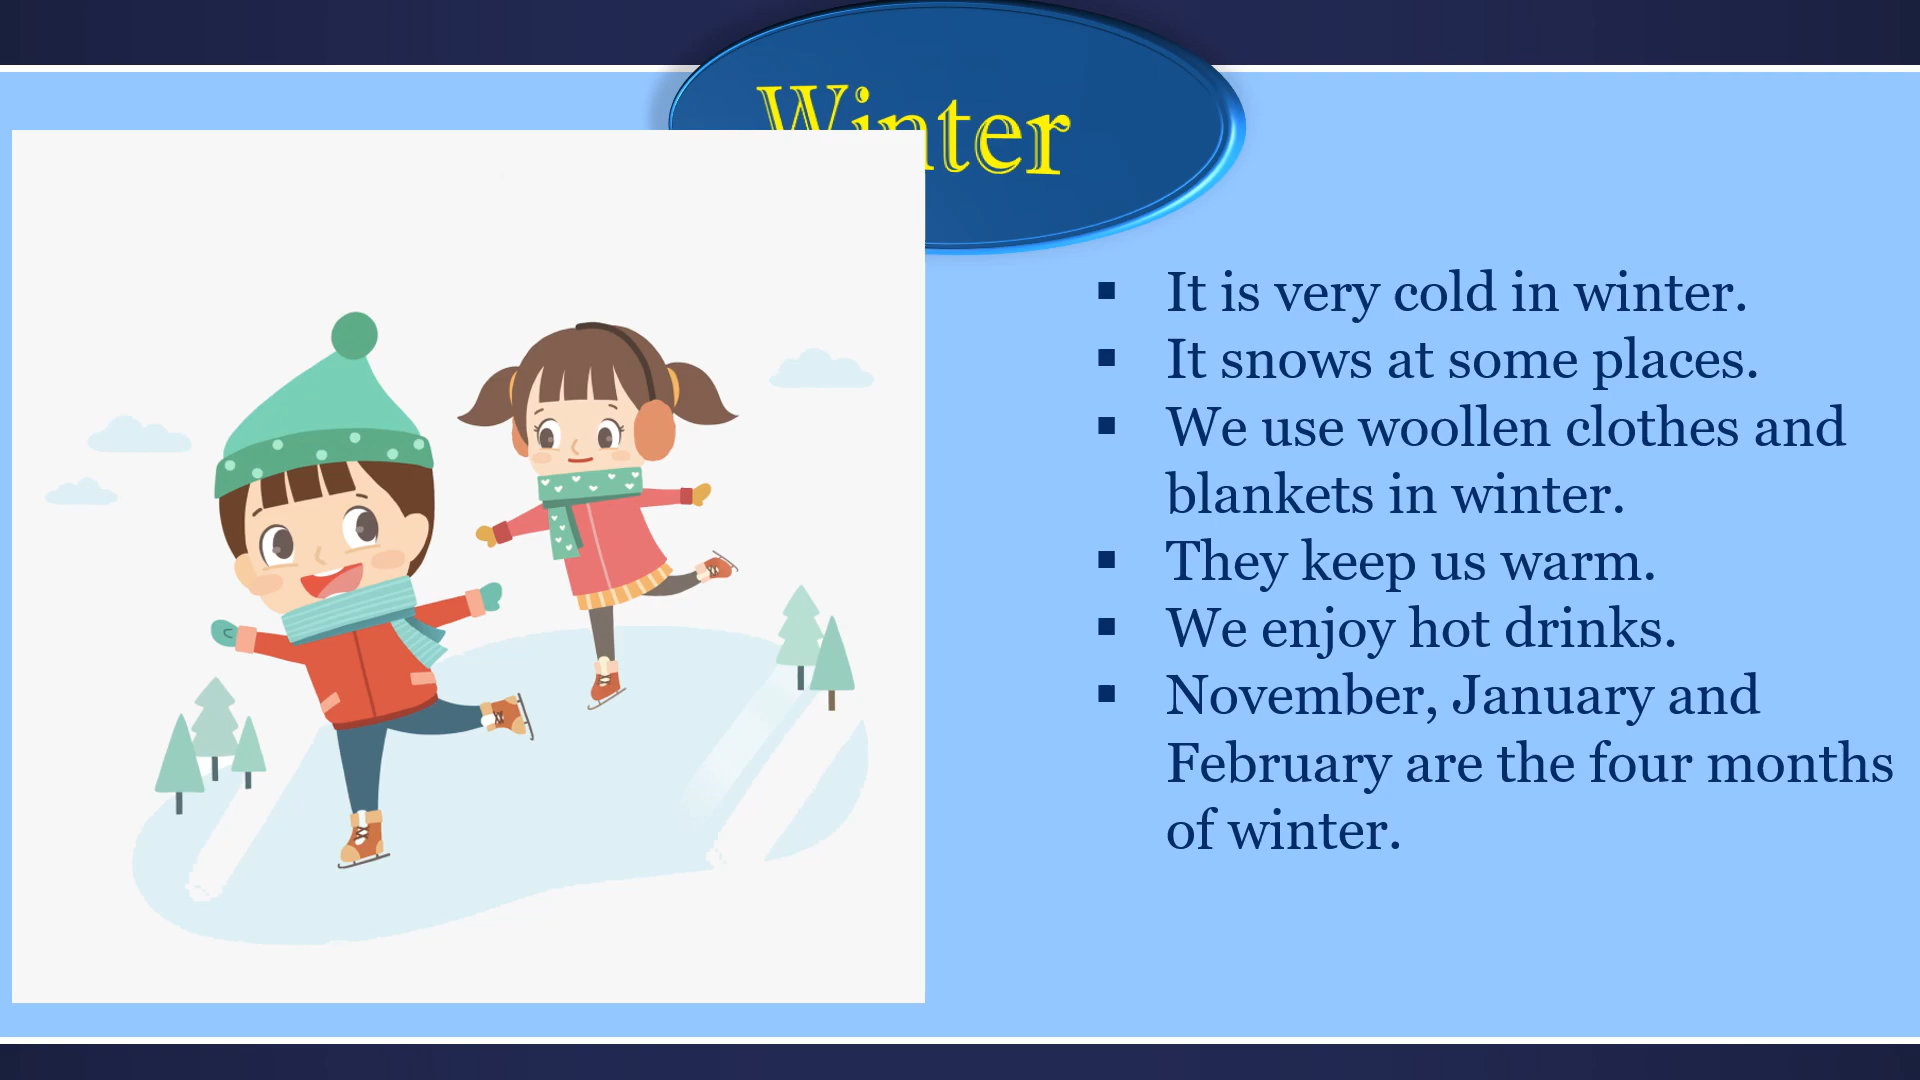 Winter
▪ It is very cold in winter.
▪ It snows at some places.
▪ We use woollen clothes and
blankets in winter.
▪ They keep us warm.
▪ We enjoy hot drinks.
▪ November, January and
February are the four months
of winter.